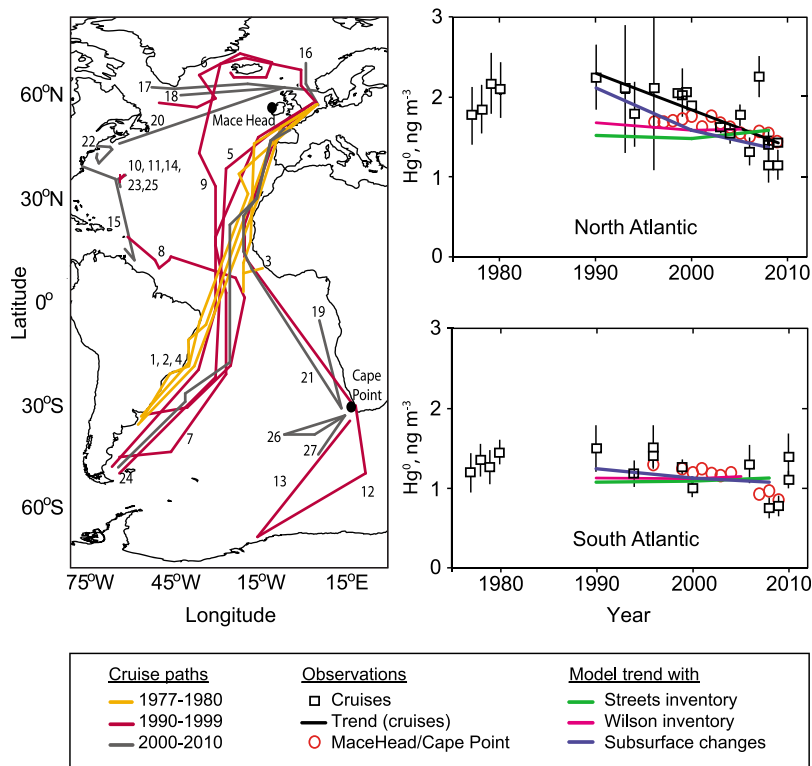 16
6
17
18
60°N
20
Mace Head
22
5
10, 11, 14,
23,25
9
30°N
15
8
3
0°
19
1, 2, 4
21
Cape
Point
30°S
7
26
27
24
13
12
60°S
75°W 45°W 15°W 15°E
Latitude
Longitude
3
2
1
0
Hg⁰, ng m⁻³
North Atlantic
1980 1990 2000 2010
3
2
1
0
Hg⁰, ng m⁻³
South Atlantic
1980 1990 2000 2010
Year
Cruise paths
1977-1980
1990-1999
2000-2010
Observations
Cruises
Trend (cruises)
MaceHead/Cape Point
Model trend with
Streets inventory
Wilson inventory
Subsurface changes